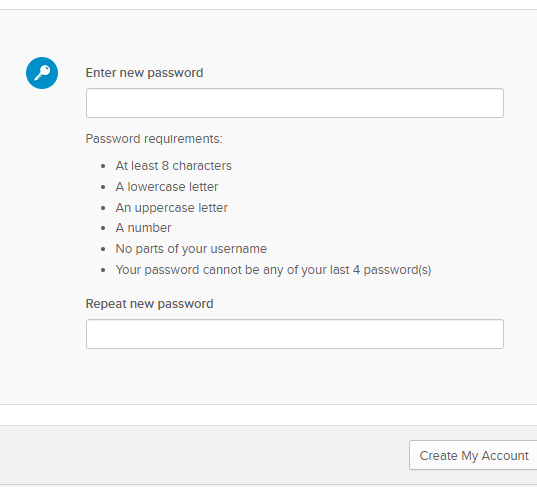 Enter new password
Password requirements:
At least 8 characters
A lowercase letter
An uppercase letter
A number
No parts of your username
Your password cannot be any of your last 4 password(s)
Repeat new password
Create My Account